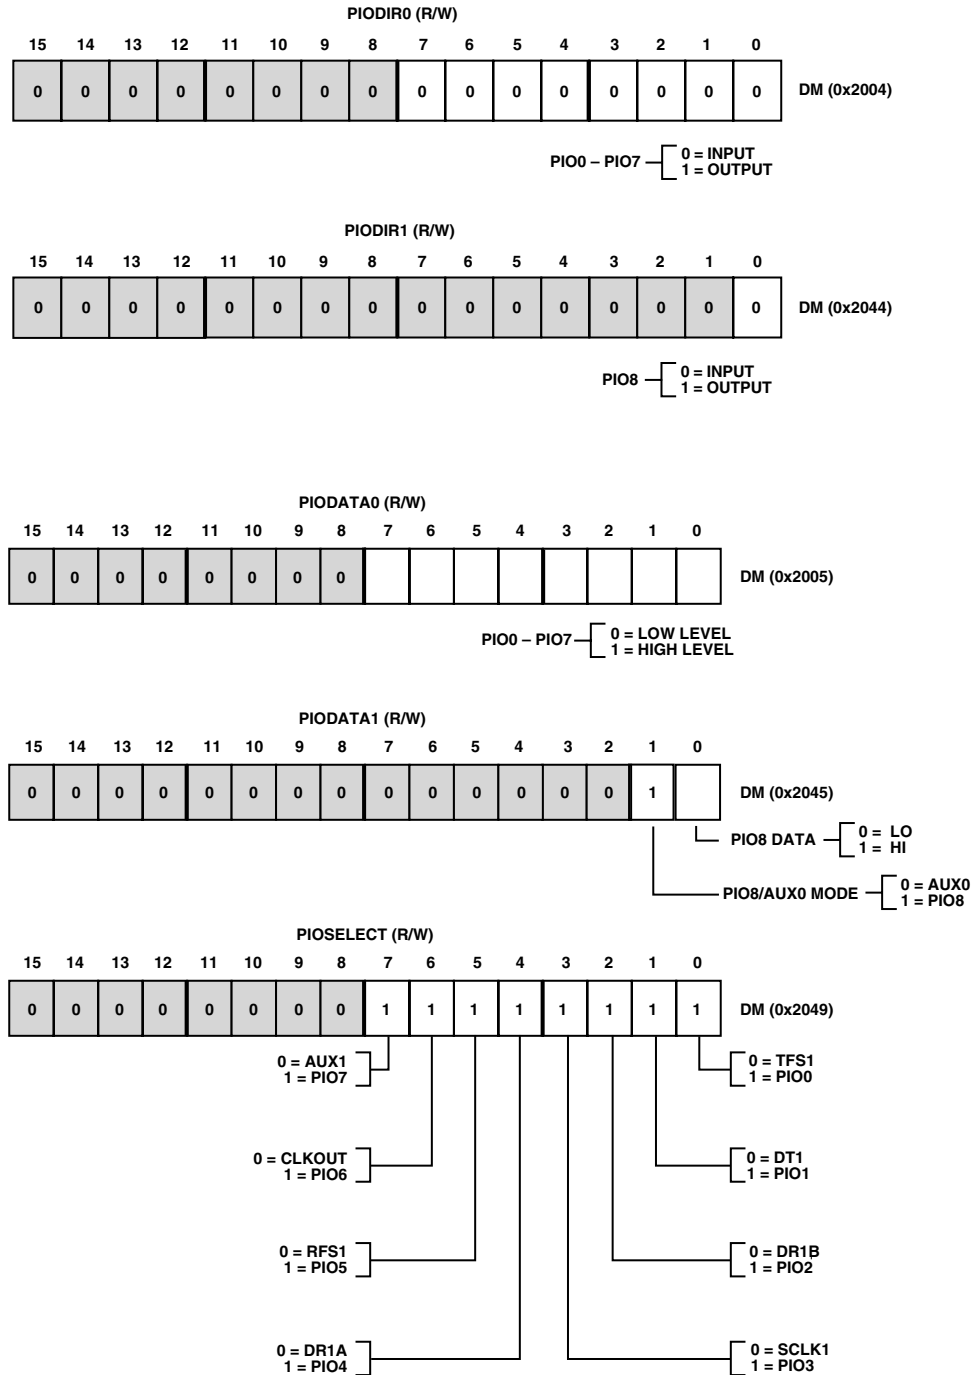 PIODIR0 (R/W)
15 14 13 12 11 10 9 8 7 6 5 4 3 2 1 0
0 0 0 0 0 0 0 0 0 0 0 0 0 0 0 0 DM (0x2004)
PIO0 – PIO7 0 = INPUT
1 = OUTPUT
PIODIR1 (R/W)
15 14 13 12 11 10 9 8 7 6 5 4 3 2 1 0
0 0 0 0 0 0 0 0 0 0 0 0 0 0 0 0 DM (0x2044)
PIO8 0 = INPUT
1 = OUTPUT
PIODATA0 (R/W)
15 14 13 12 11 10 9 8 7 6 5 4 3 2 1 0
0 0 0 0 0 0 0 0 DM (0x2005)
PIO0 – PIO7 0 = LOW LEVEL
1 = HIGH LEVEL
PIODATA1 (R/W)
15 14 13 12 11 10 9 8 7 6 5 4 3 2 1 0
0 0 0 0 0 0 0 0 0 0 0 0 0 0 1 DM (0x2045)
PIO8 DATA 0 = LO
1 = HI
PIO8/AUX0 MODE 0 = AUX0
1 = PIO8
PIOSELECT (R/W)
15 14 13 12 11 10 9 8 7 6 5 4 3 2 1 0
0 0 0 0 0 0 0 0 1 1 1 1 1 1 1 1 DM (0x2049)
0 = AUX1
1 = PIO7
0 = TFS1
1 = PIO0
0 = CLKOUT
1 = PIO6
0 = DT1
1 = PIO1
0 = RFS1
1 = PIO5
0 = DR1B
1 = PIO2
0 = DR1A
1 = PIO4
0 = SCLK1
1 = PIO3